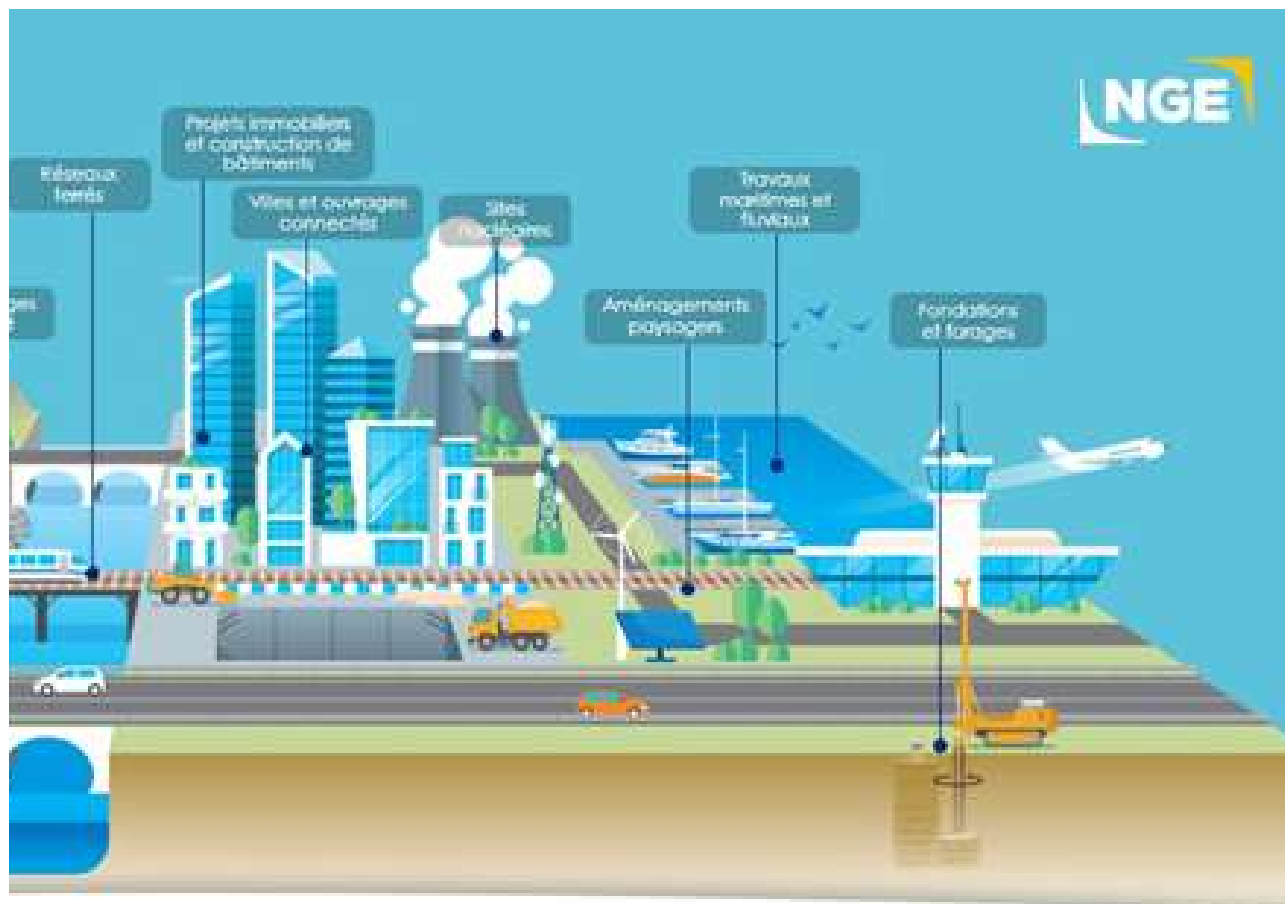 NGE
Projets immobiliers
et construction de
bâtiments
Réseaux
ferrés
Villes et ouvrages
connectés
Sites
nucléaires
Travaux
maritimes et
fluviaux
Aménagements
paysagers
Fondations
et forages